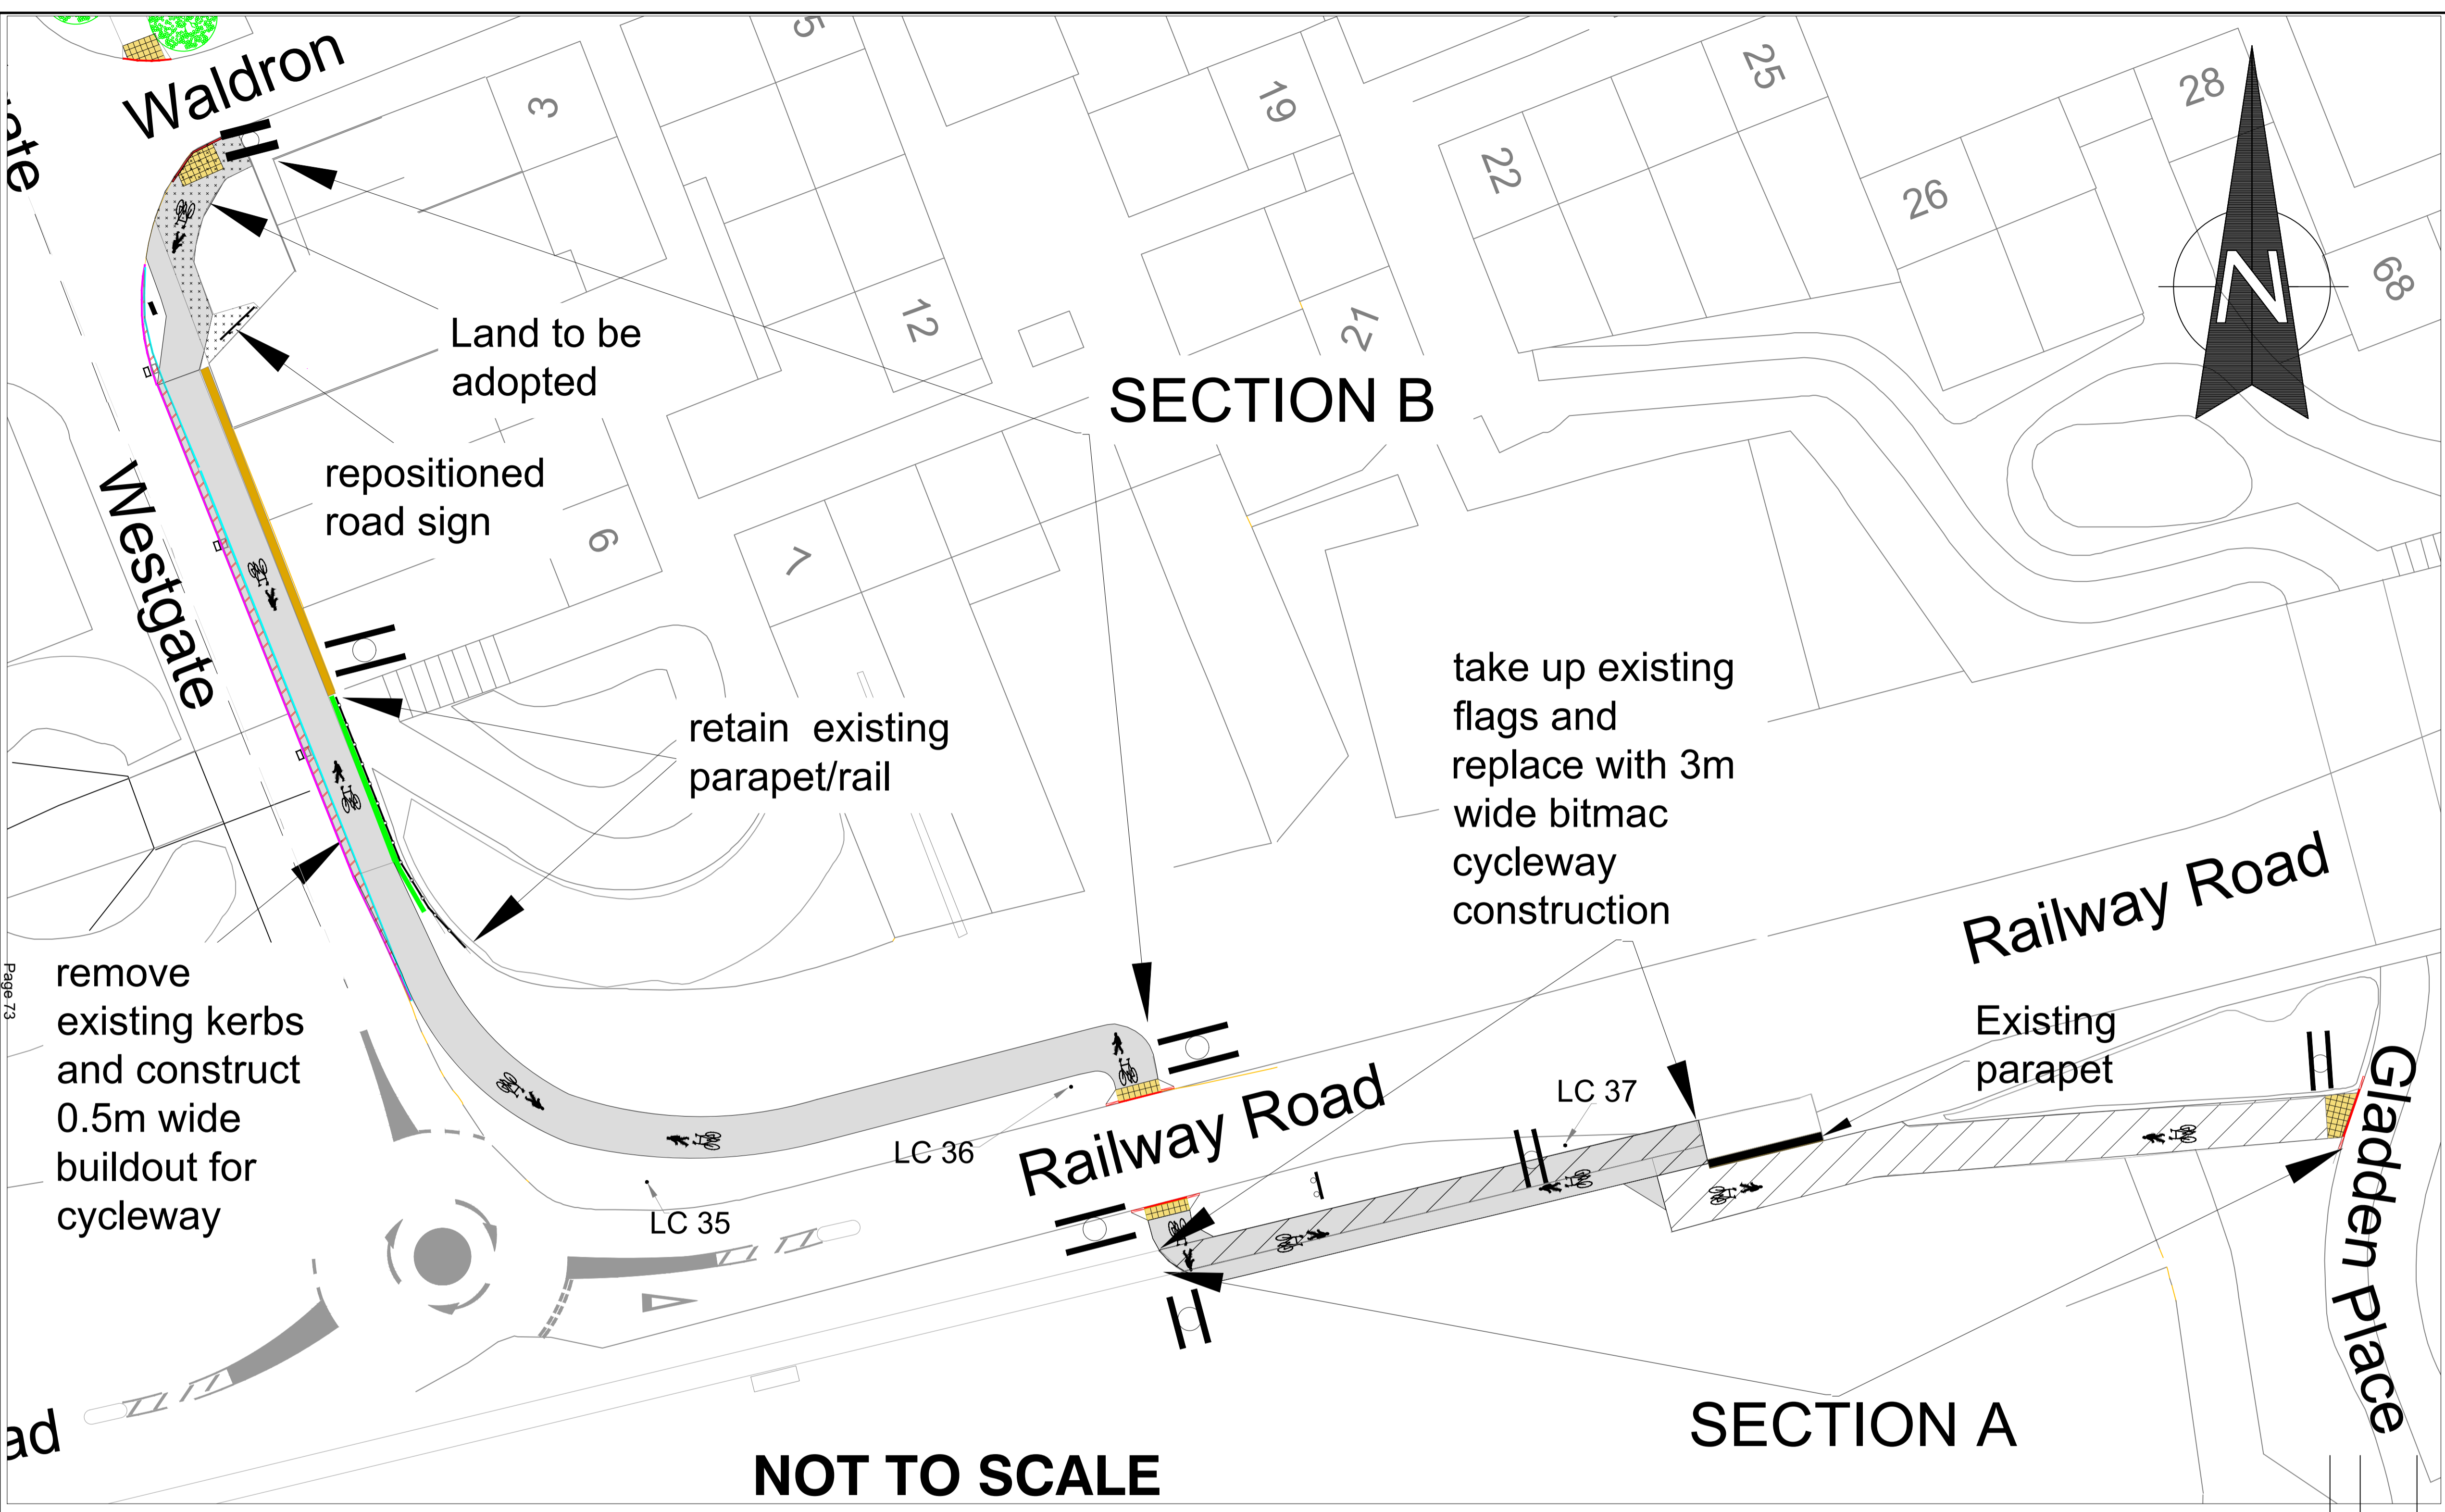 Waldron
3
5
19
25
28
22
26
68
N
12
21
Land to be
adopted
SECTION B
repositioned
road sign
6
7
Westgate
retain existing
parapet/rail
take up existing
flags and
replace with 3m
wide bitmac
cycleway
construction
Railway Road
Page 73
remove
existing kerbs
and construct
0.5m wide
buildout for
cycleway
Existing
parapet
LC 37
LC 36
Railway Road
LC 35
Gladden Place
ad
SECTION A
NOT TO SCALE